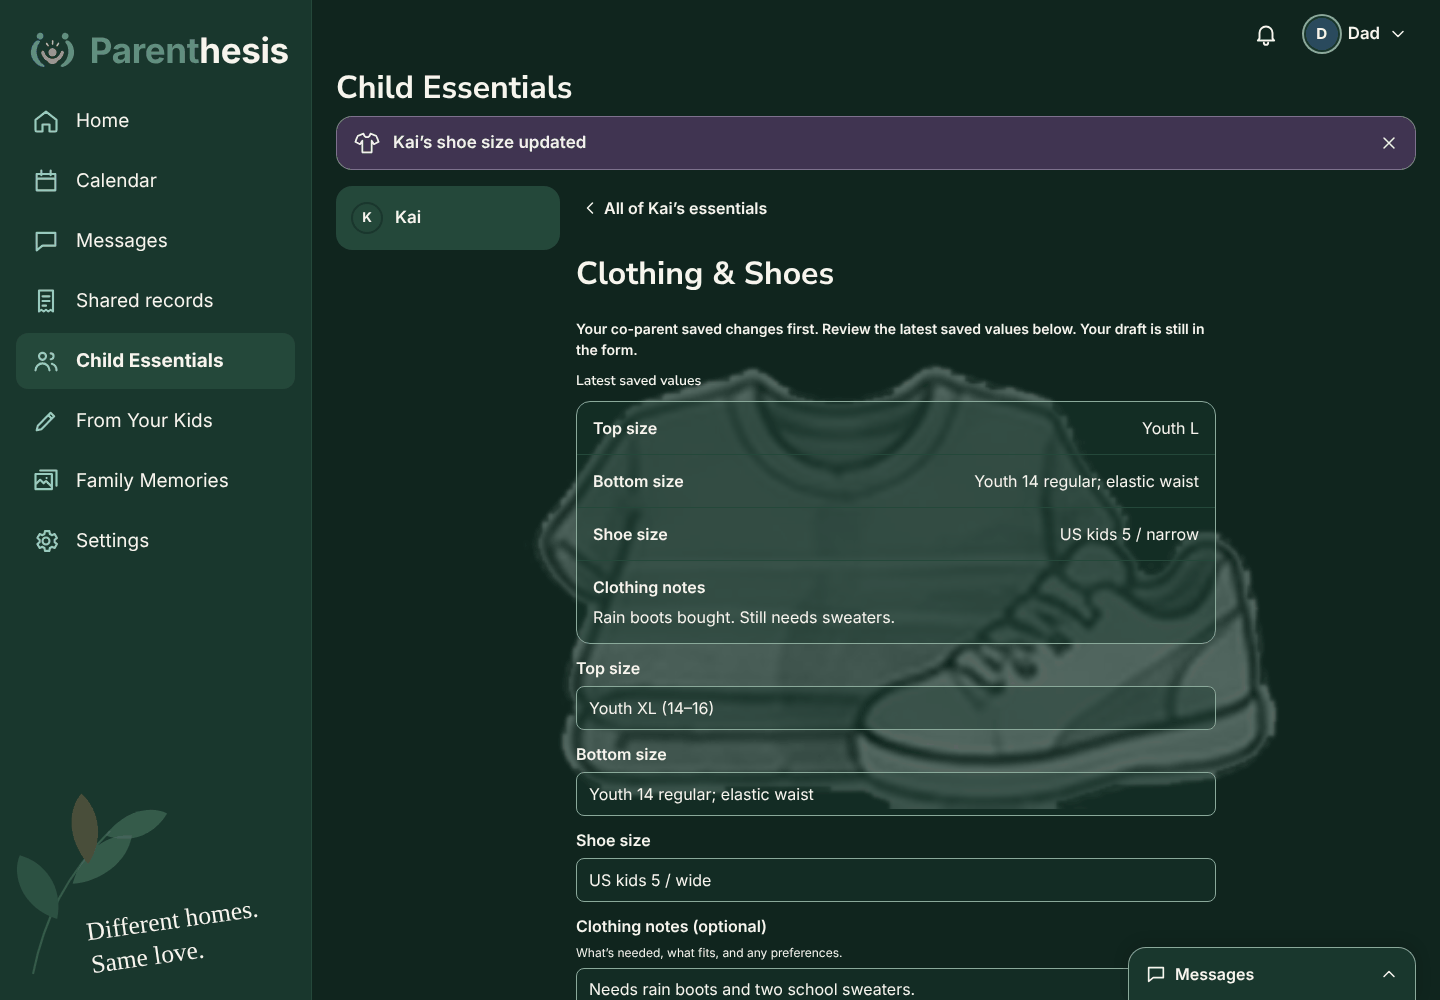 Parenthesis
D
Dad
Home
Calendar
Messages
Shared records
Child Essentials
From Your Kids
Family Memories
Settings
Different homes.
Same love.
Child Essentials
Kai’s shoe size updated
K
Kai
All of Kai’s essentials
Clothing & Shoes
Your co-parent saved changes first. Review the latest saved values below. Your draft is still in
the form.
Latest saved values
Top size
Youth L
Bottom size
Youth 14 regular; elastic waist
Shoe size
US kids 5 / narrow
Clothing notes
Rain boots bought. Still needs sweaters.
Top size
Youth XL (14–16)
Bottom size
Youth 14 regular; elastic waist
Shoe size
US kids 5 / wide
Clothing notes (optional)
What’s needed, what fits, and any preferences.
Needs rain boots and two school sweaters.
Messages